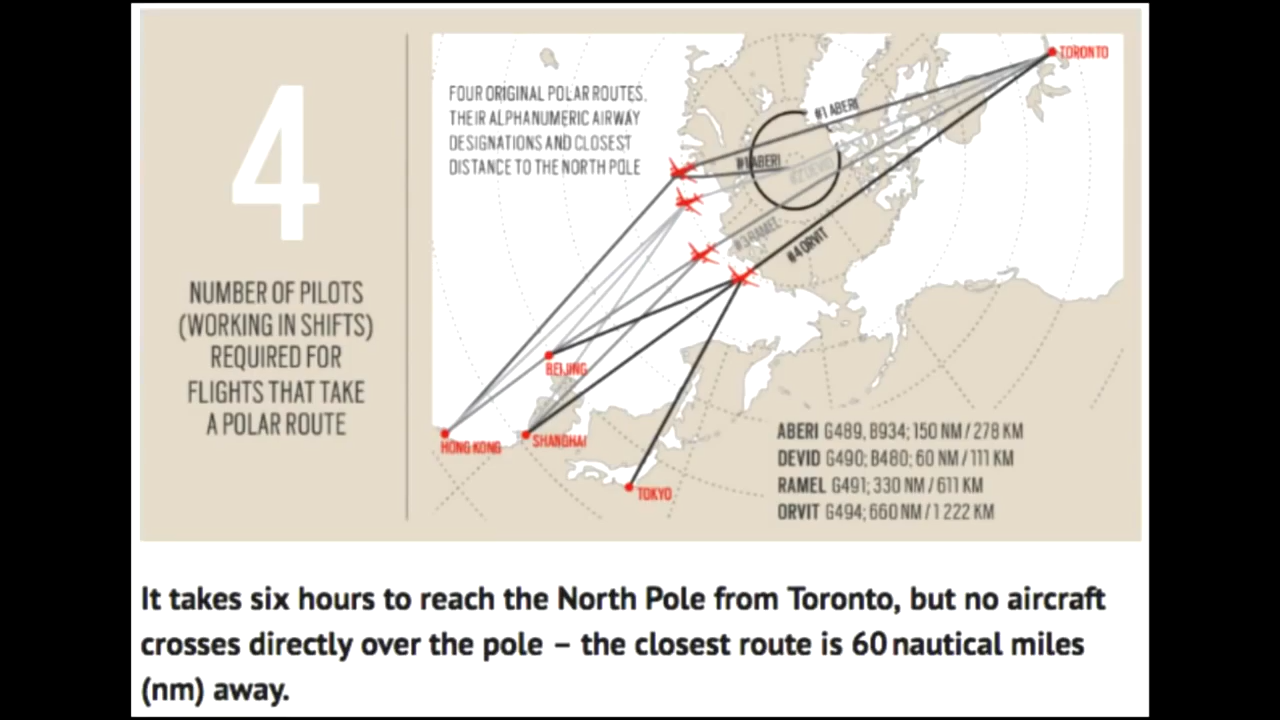 4
NUMBER OF PILOTS
(WORKING IN SHIFTS)
REQUIRED FOR
FLIGHTS THAT TAKE
A POLAR ROUTE
FOUR ORIGINAL POLAR ROUTES,
THEIR ALPHANUMERIC AIRWAY
DESIGNATIONS AND CLOSEST
DISTANCE TO THE NORTH POLE
TORONTO
#1 ABERI
#1 ABERI
#3 RAMEL
#4 ORVIT
BEIJING
HONG KONG
SHANGHAI
TOKYO
ABERI G489, B934; 150 NM / 278 KM
DEVID G490; B480; 60 NM / 111 KM
RAMEL G491; 330 NM / 611 KM
ORVIT G494; 660 NM / 1 222 KM
It takes six hours to reach the North Pole from Toronto, but no aircraft
crosses directly over the pole – the closest route is 60 nautical miles
(nm) away.